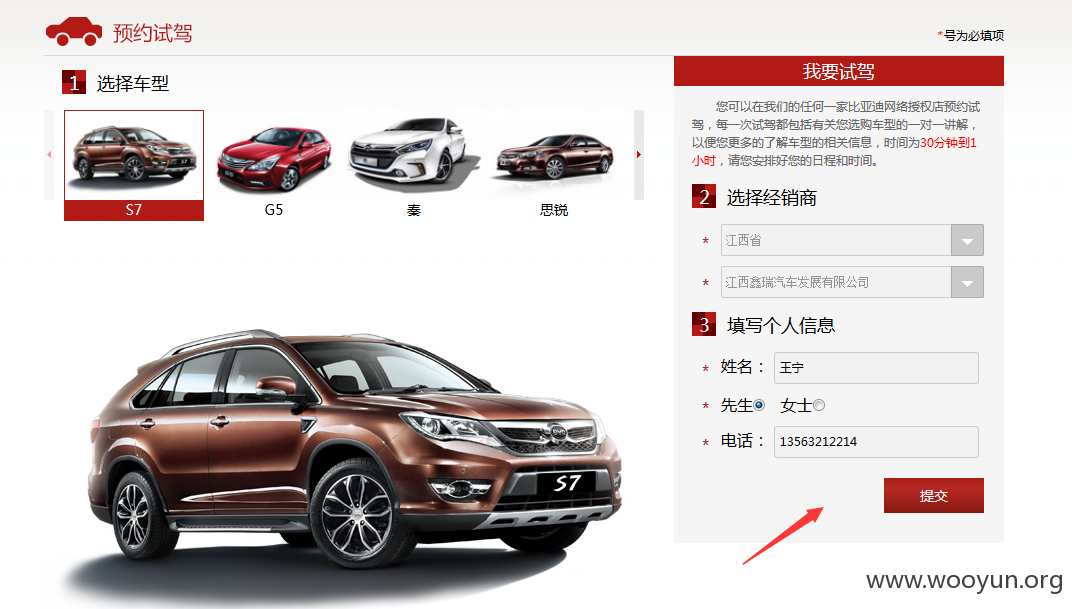 预约试驾
*号为必填项
1 选择车型
S7
G5
秦
思锐
S7
我要试驾
您可以在我们的任何一家比亚迪网络授权店预约试
驾，每一次试驾都包括有关您选购车型的一对一讲解，
以便您更多的了解车型的相关信息，时间为30分钟到1
小时，请您安排好您的日程和时间。
2 选择经销商
* 江西省
* 江西鑫瑞汽车发展有限公司
3 填写个人信息
* 姓名： 王宁
* 先生 女士
* 电话： 13563212214
提交
www.wooyun.org